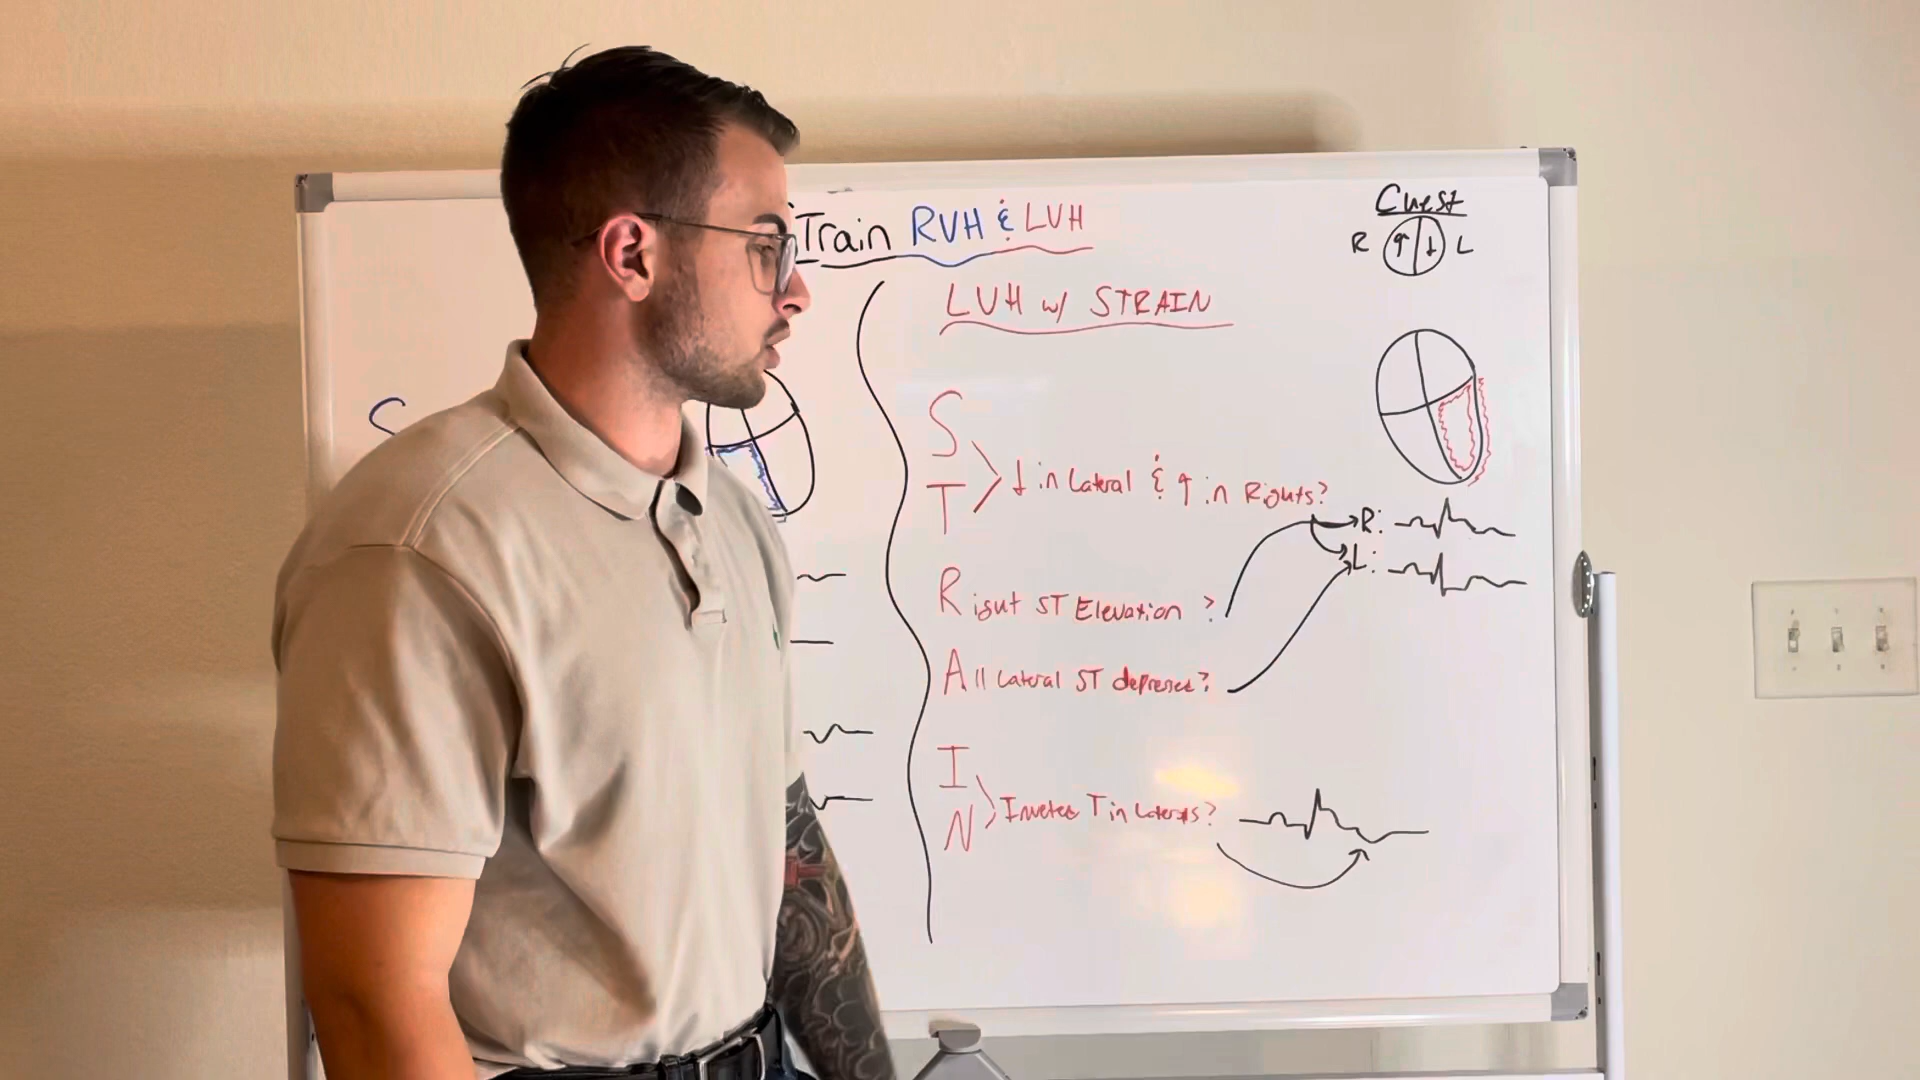 Train RVH & LVH
Chest
R ↑ ↓ L
LVH w/ STRAIN
S
S
T
↓ in Lateral & ↑ in Rights?
R:
L:
Right ST Elevation ?
All Lateral ST depressed?
I
N
Inverted T in Laterals?